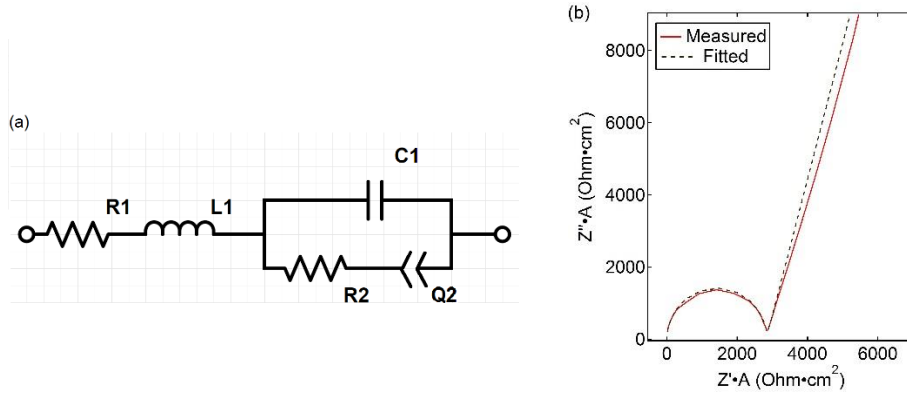 (a)
R1
L1
C1
R2
Q2
(b)
Measured
Fitted
8000
6000
4000
2000
0
Z''•A (Ohm•cm²)
0 2000 4000 6000
Z'•A (Ohm•cm²)